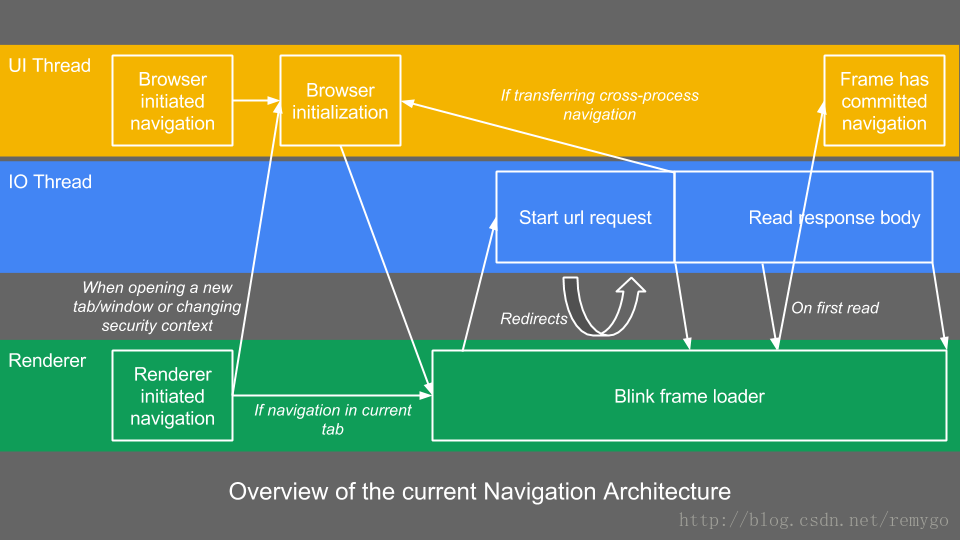 UI Thread
Browser
initiated
navigation
Browser
initialization
If transferring cross-process
navigation
Frame has
committed
navigation
IO Thread
Start url request
Read response body
When opening a new
tab/window or changing
security context
Redirects
On first read
Renderer
Renderer
initiated
navigation
If navigation in current
tab
Blink frame loader
Overview of the current Navigation Architecture
http://blog.csdn.net/remygo